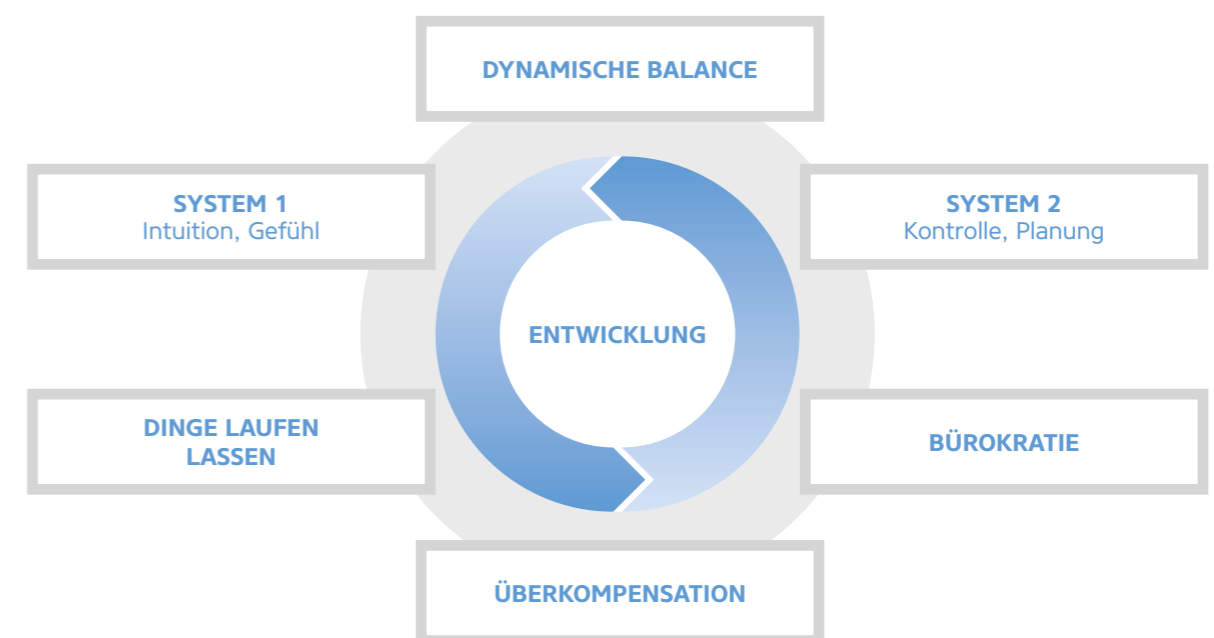 DYNAMISCHE BALANCE
SYSTEM 1
Intuition, Gefühl
SYSTEM 2
Kontrolle, Planung
ENTWICKLUNG
DINGE LAUFEN
LASSEN
BÜROKRATIE
ÜBERKOMPENSATION